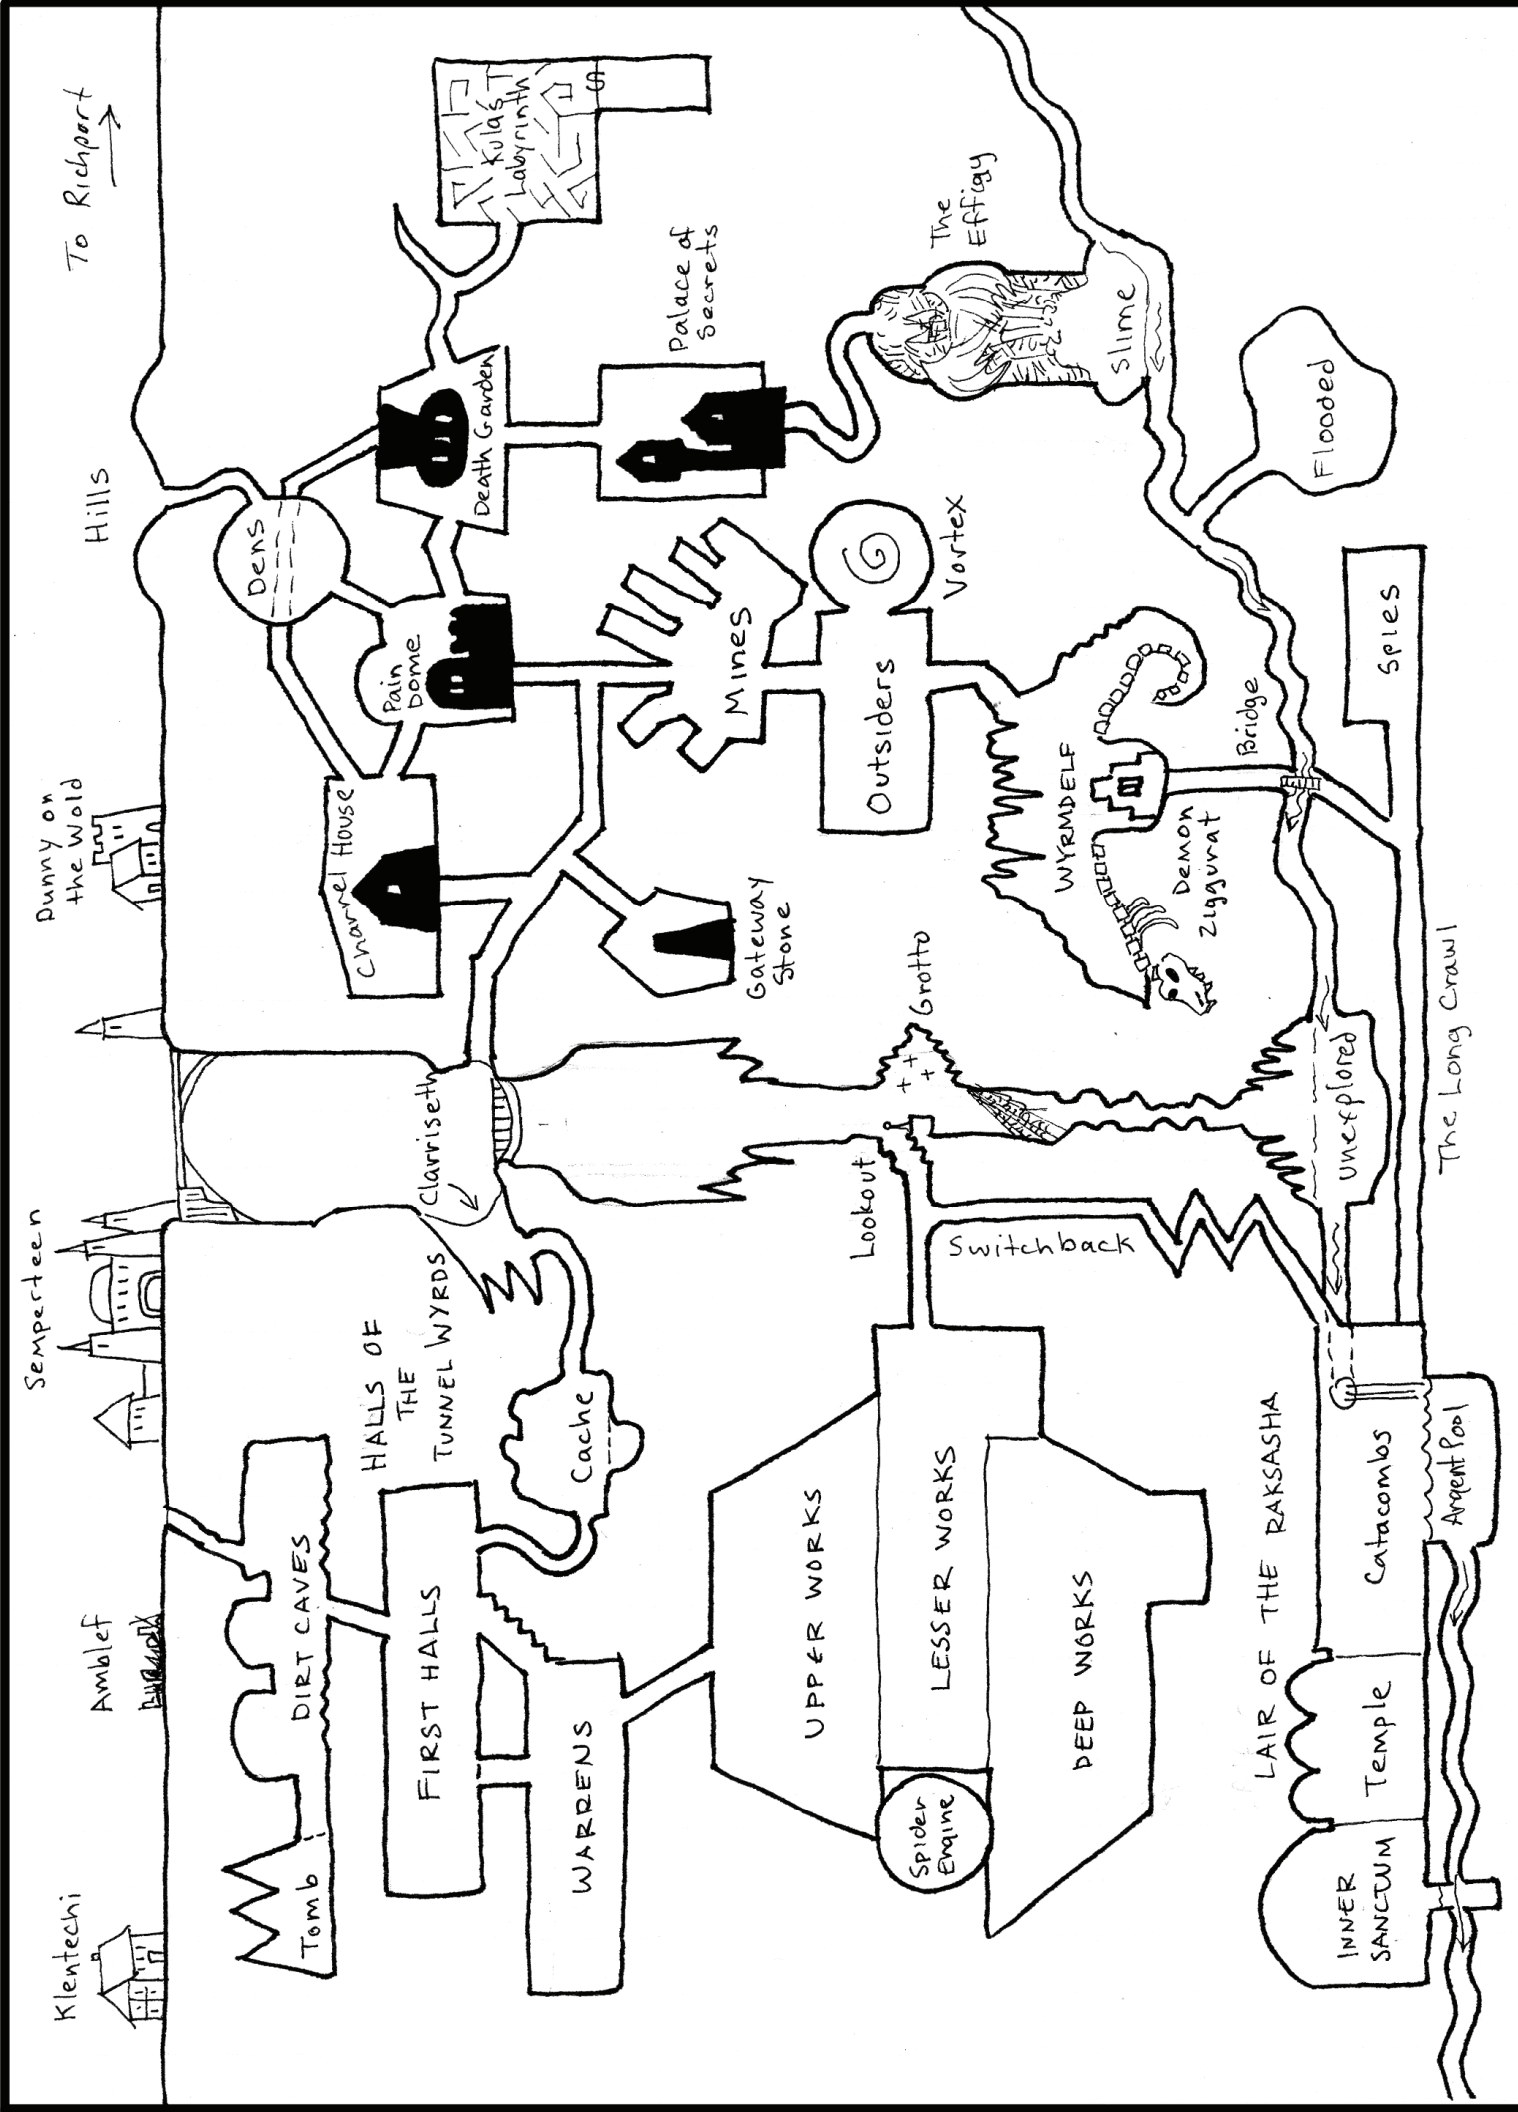 Klentechi
Amblef
Semperteen
Dunny on
the Wold
Hills
To Richport
Tomb
DIRT CAVES
HALLS OF
THE
TUNNEL WYRDS
FIRST HALLS
WARRENS
Cache
Clarriseth
Charnel House
Pain
Dome
Dens
Death Garden
Kula's
Labyrinth
S
Gateway
Stone
Mines
Palace of
Secrets
UPPER WORKS
LESSER WORKS
DEEP WORKS
Spider
Engine
Lookout
Grotto
Switchback
Outsiders
Vortex
The
Effigy
Slime
WYRMDELF
Demon
Ziggurat
Bridge
Flooded
Spies
LAIR OF THE RAKSASHA
INNER
SANCTUM
Temple
Catacombs
Argent Pool
Unexplored
The Long Crawl